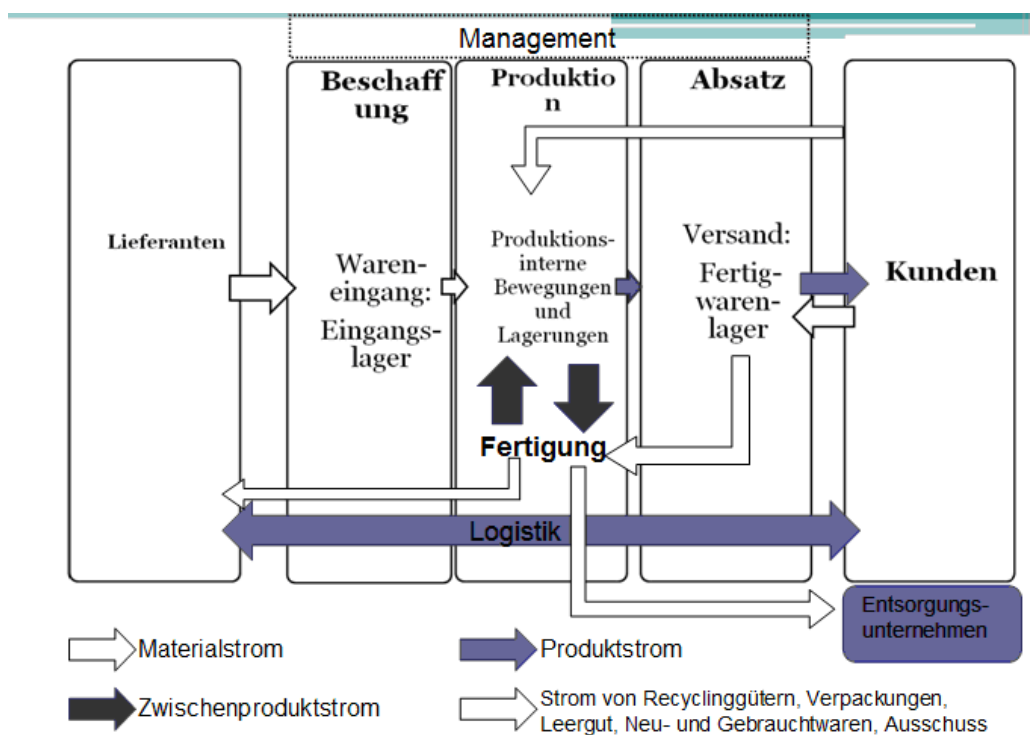 Management
Beschaff
ung
Produktio
n
Absatz
Lieferanten
Waren-
eingang:
Eingangs-
lager
Produktions-
interne
Bewegungen
und
Lagerungen
Versand:
Fertig-
waren-
lager
Kunden
Fertigung
Logistik
Entsorgungs-
unternehmen
Materialstrom
Produktstrom
Zwischenproduktstrom
Strom von Recyclinggütern, Verpackungen,
Leergut, Neu- und Gebrauchtwaren, Ausschuss